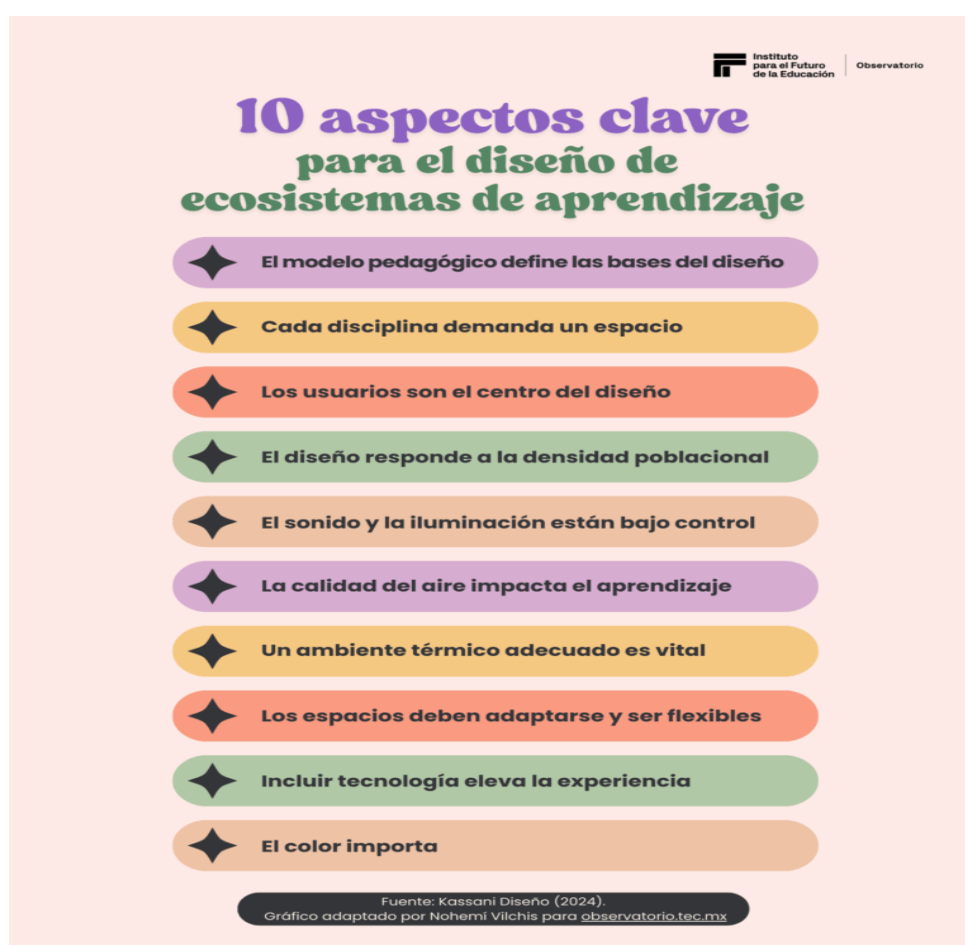 Instituto
para el Futuro
de la Educación
Observatorio
10 aspectos clave
para el diseño de
ecosistemas de aprendizaje
El modelo pedagógico define las bases del diseño
Cada disciplina demanda un espacio
Los usuarios son el centro del diseño
El diseño responde a la densidad poblacional
El sonido y la iluminación están bajo control
La calidad del aire impacta el aprendizaje
Un ambiente térmico adecuado es vital
Los espacios deben adaptarse y ser flexibles
Incluir tecnología eleva la experiencia
El color importa
Fuente: Kassani Diseño (2024).
Gráfico adaptado por Nohemí Vilchis para observatorio.tec.mx